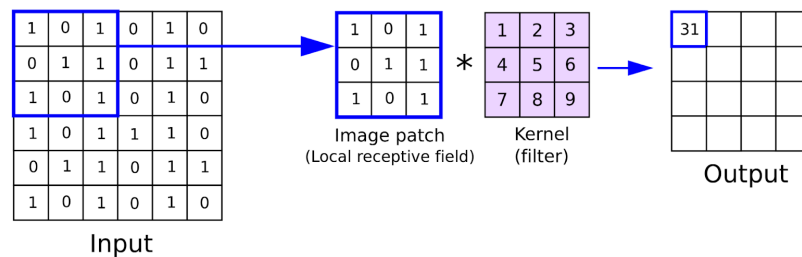 1 0 1 0 1 0
0 1 1 0 1 1
1 0 1 0 1 0
1 0 1 1 1 0
0 1 1 0 1 1
1 0 1 0 1 0
Input
1 0 1
0 1 1
1 0 1
Image patch
(Local receptive field)
*
1 2 3
4 5 6
7 8 9
Kernel
(filter)
31
Output